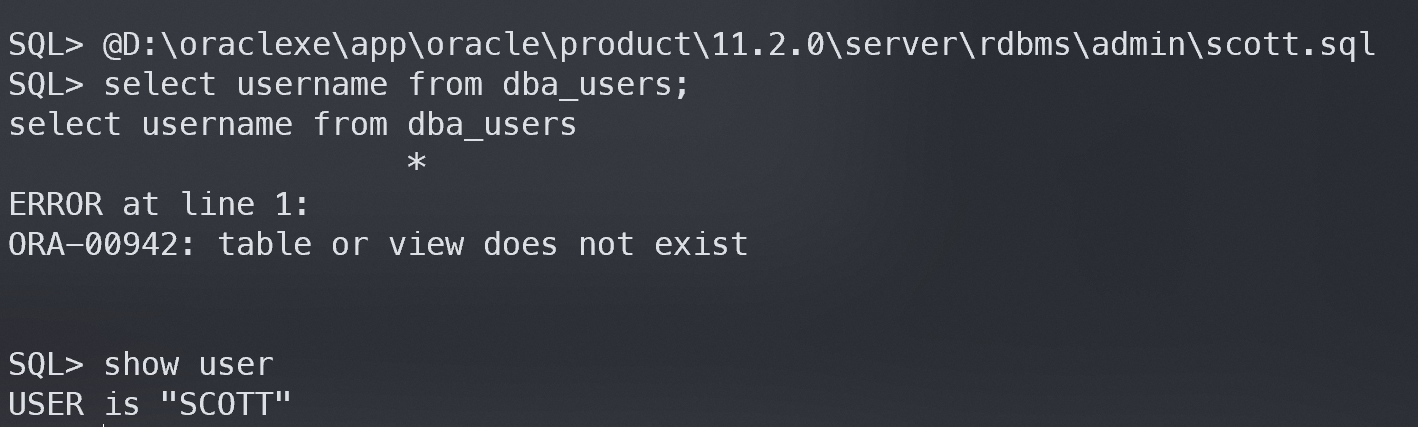 SQL> @D:\oraclexe\app\oracle\product\11.2.0\server\rdbms\admin\scott.sql
SQL> select username from dba_users;
select username from dba_users
*
ERROR at line 1:
ORA-00942: table or view does not exist
SQL> show user
USER is "SCOTT"